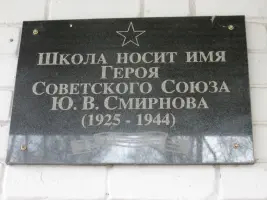 Школа носит имя
Героя
Советского Союза
Ю. В. Смирнова
(1925 - 1944)